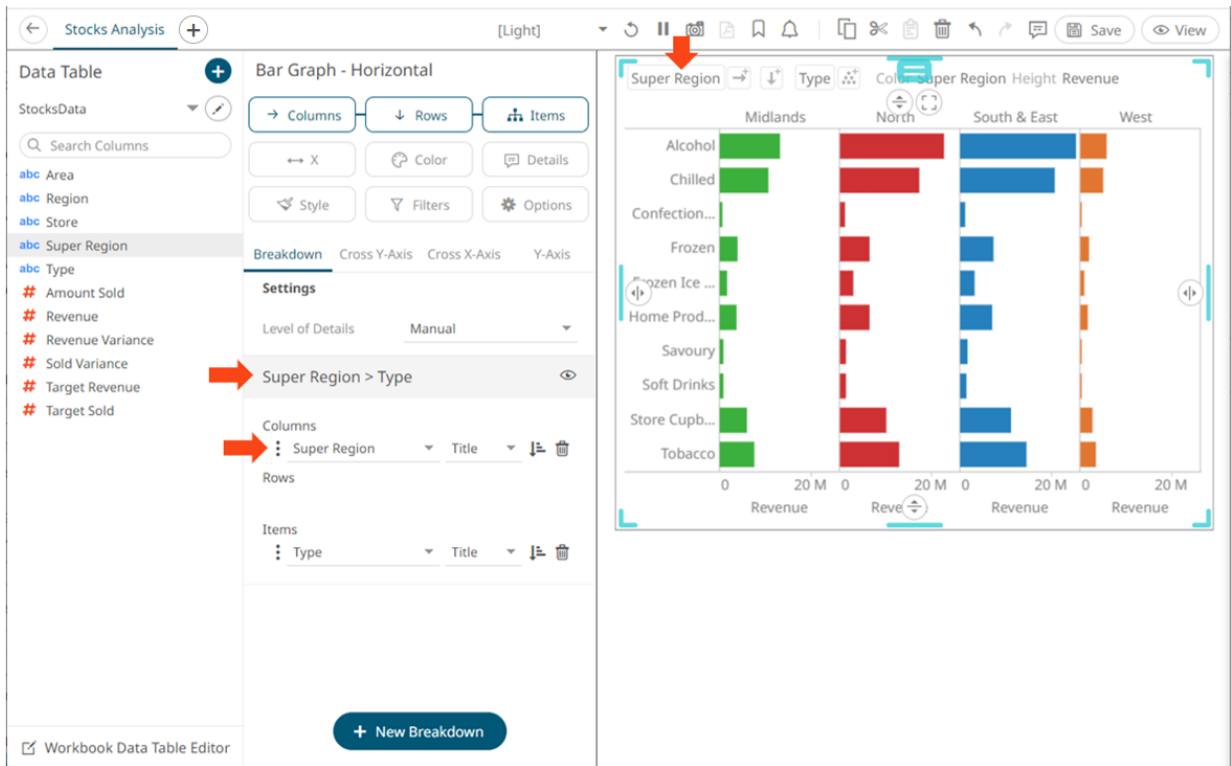 Stocks Analysis
[Light]
Save
View
Data Table
StocksData
Search Columns
abc Area
abc Region
abc Store
abc Super Region
abc Type
# Amount Sold
# Revenue
# Revenue Variance
# Sold Variance
# Target Revenue
# Target Sold
Workbook Data Table Editor
Bar Graph - Horizontal
Columns
Rows
Items
X
Color
Details
Style
Filters
Options
Breakdown Cross Y-Axis Cross X-Axis Y-Axis
Settings
Level of Details Manual
Super Region > Type
Columns
Super Region Title
Rows
Items
Type Title
+ New Breakdown
Super Region Type Super Region Height Revenue
Midlands North South & East West
Alcohol
Chilled
Confection...
Frozen
Frozen Ice ...
Home Prod...
Savoury
Soft Drinks
Store Cupb...
Tobacco
0 20 M 0 20 M 0 20 M 0 20 M
Revenue Revenue Revenue